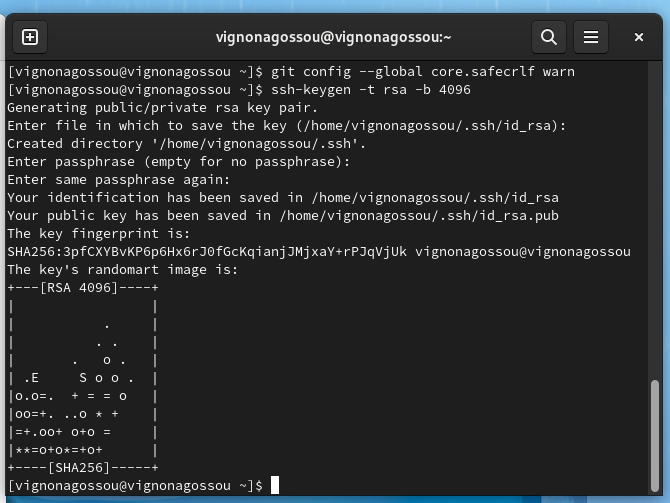 vignonagossou@vignonagossou:~
[vignonagossou@vignonagossou ~]$ git config --global core.safecrlf warn
[vignonagossou@vignonagossou ~]$ ssh-keygen -t rsa -b 4096
Generating public/private rsa key pair.
Enter file in which to save the key (/home/vignonagossou/.ssh/id_rsa):
Created directory '/home/vignonagossou/.ssh'.
Enter passphrase (empty for no passphrase):
Enter same passphrase again:
Your identification has been saved in /home/vignonagossou/.ssh/id_rsa
Your public key has been saved in /home/vignonagossou/.ssh/id_rsa.pub
The key fingerprint is:
SHA256:3pfCXYBvKP6p6Hx6rJ0fGcKqianjJMjxaY+rPJqVjUk vignonagossou@vignonagossou
The key's randomart image is:
+---[RSA 4096]----+
|                 |
|           .     |
|          . .    |
|       .   o .   |
| .E     S o o .  |
|o.o=.  + = = o   |
|oo=+. ..o * +    |
|=+.oo+ o+o =     |
|**=o+o*=+o+      |
+----[SHA256]-----+
[vignonagossou@vignonagossou ~]$